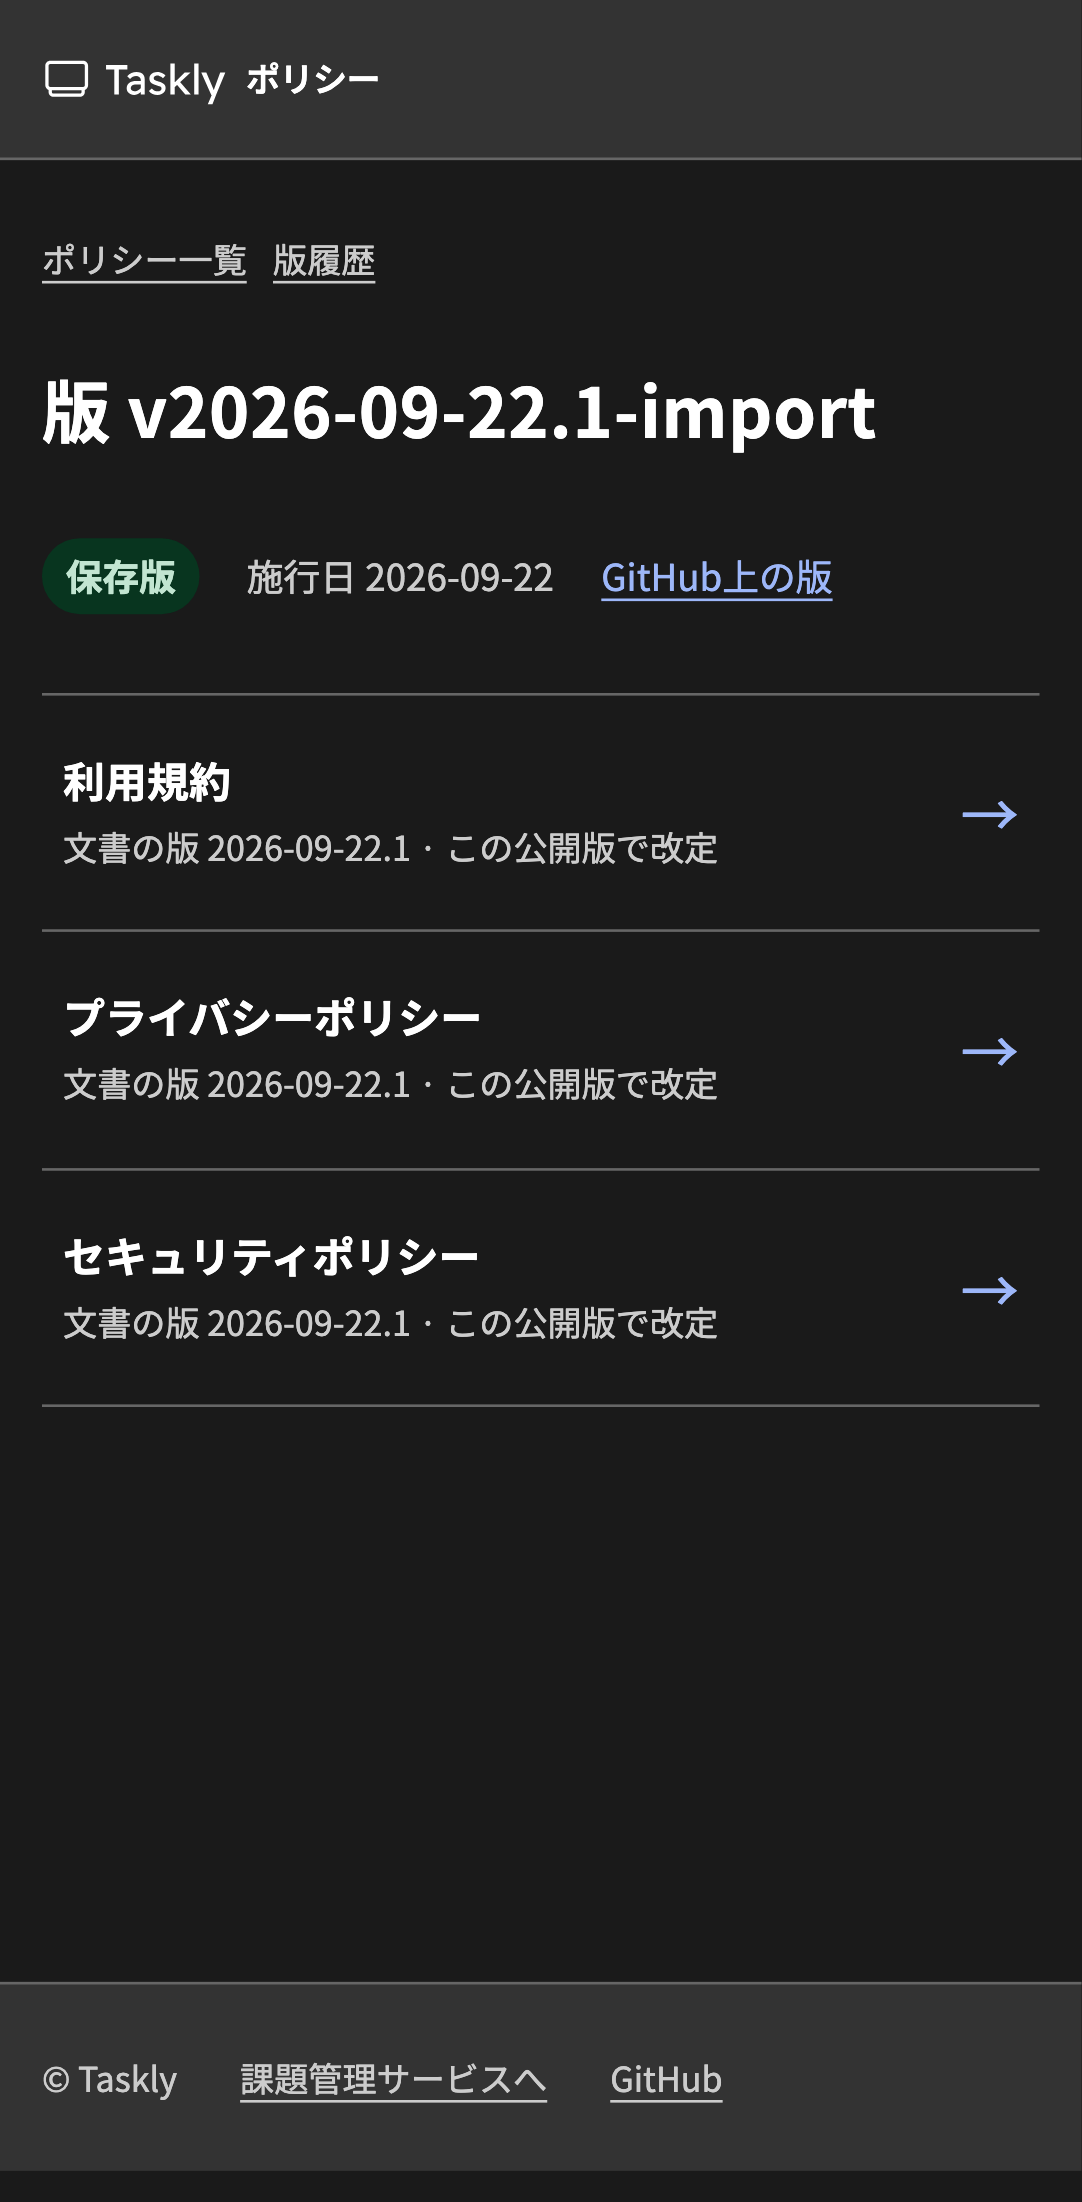 Taskly ポリシー
ポリシー一覧 版履歴
版 v2026-09-22.1-import
保存版 施行日 2026-09-22 GitHub上の版
利用規約
文書の版 2026-09-22.1 · この公開版で改定
→
プライバシーポリシー
文書の版 2026-09-22.1 · この公開版で改定
→
セキュリティポリシー
文書の版 2026-09-22.1 · この公開版で改定
→
© Taskly 課題管理サービスへ GitHub